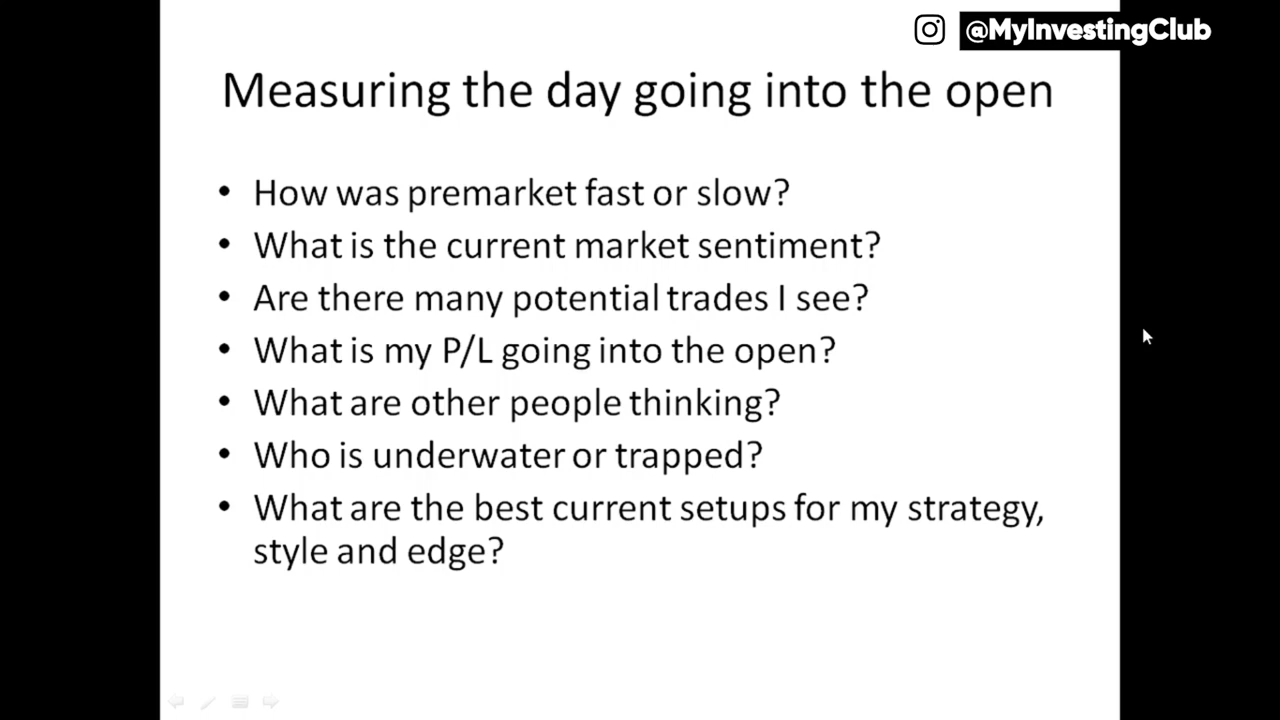 @MyInvestingClub
Measuring the day going into the open
• How was premarket fast or slow?
• What is the current market sentiment?
• Are there many potential trades I see?
• What is my P/L going into the open?
• What are other people thinking?
• Who is underwater or trapped?
• What are the best current setups for my strategy,
style and edge?